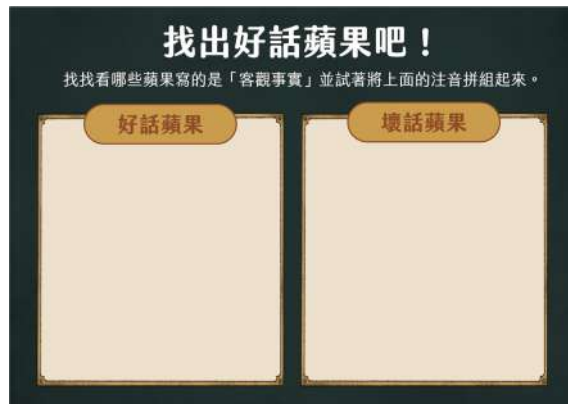 找出好話蘋果吧！
找找看哪些蘋果寫的是「客觀事實」並試著將上面的注音拼組起來。
好話蘋果
壞話蘋果